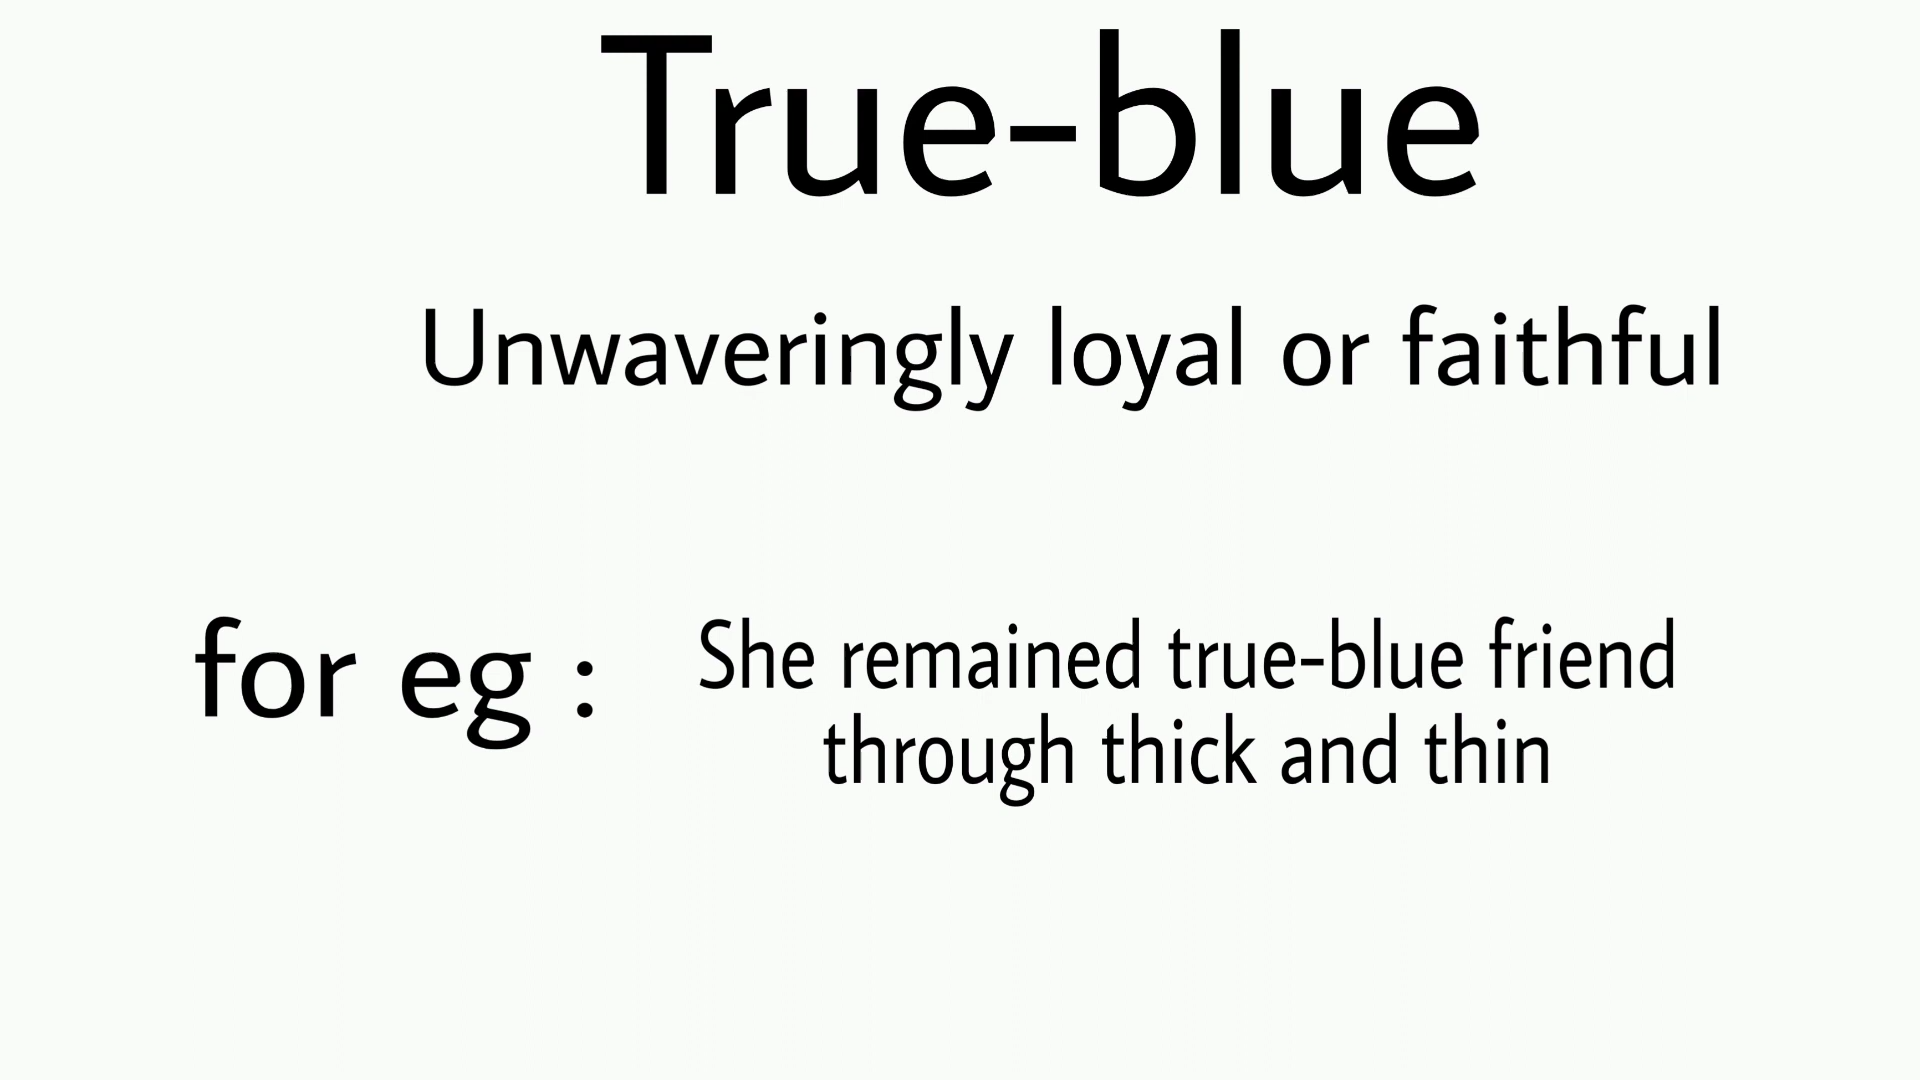 True-blue
Unwaveringly loyal or faithful
for eg :
She remained true-blue friend
through thick and thin